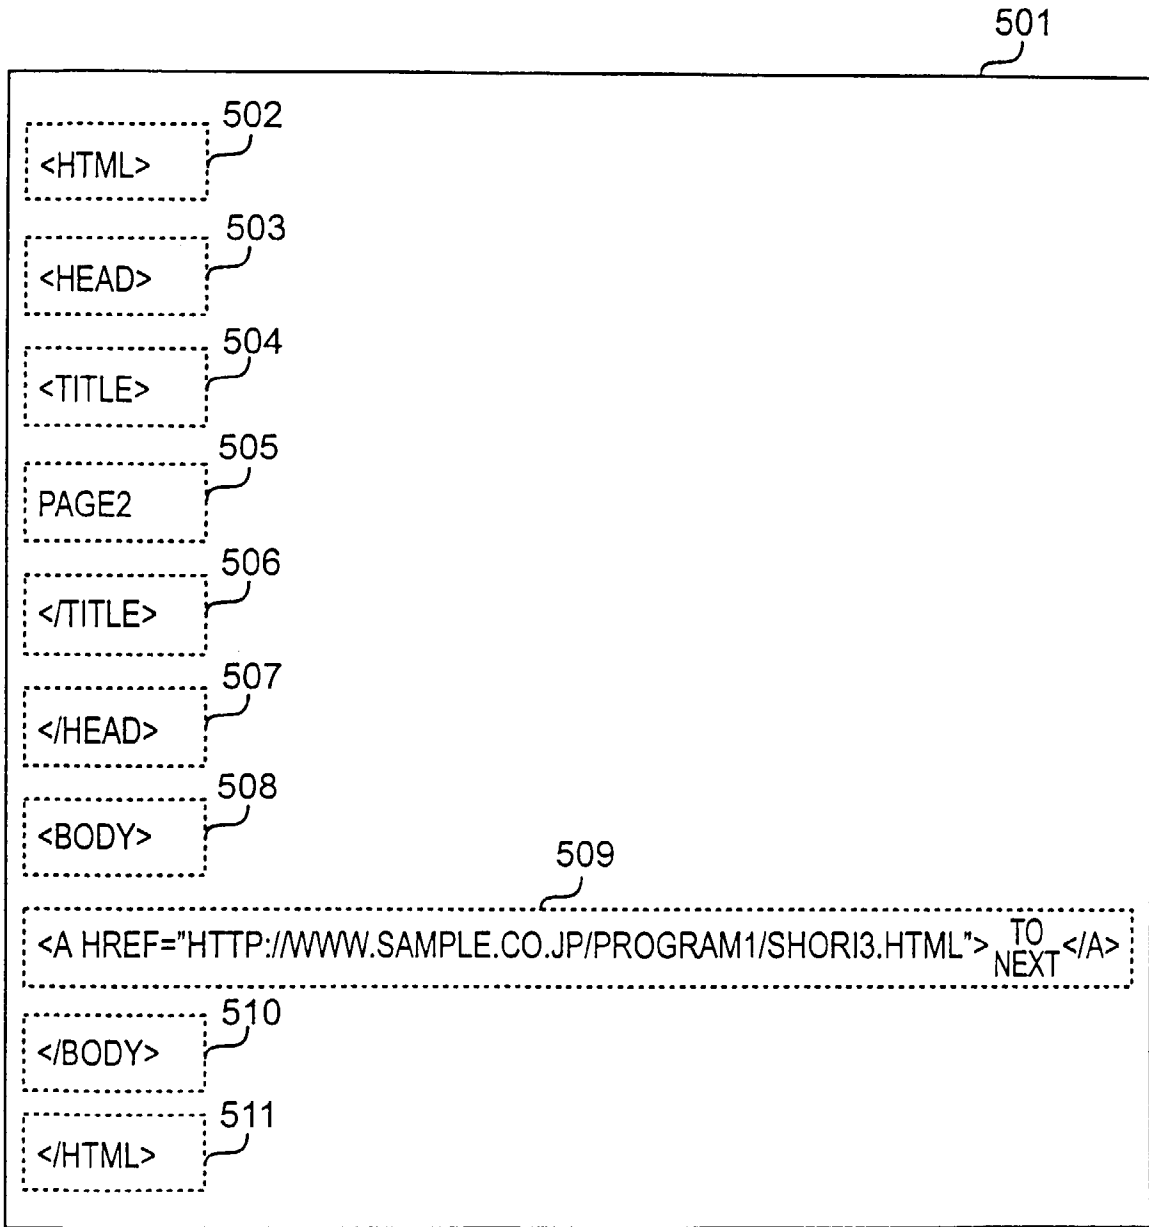 501
502
<HTML>
503
<HEAD>
504
<TITLE>
505
PAGE2
506
</TITLE>
507
</HEAD>
508
<BODY>
509
<A HREF="HTTP://WWW.SAMPLE.CO.JP/PROGRAM1/SHORI3.HTML"> TO NEXT </A>
510
</BODY>
511
</HTML>